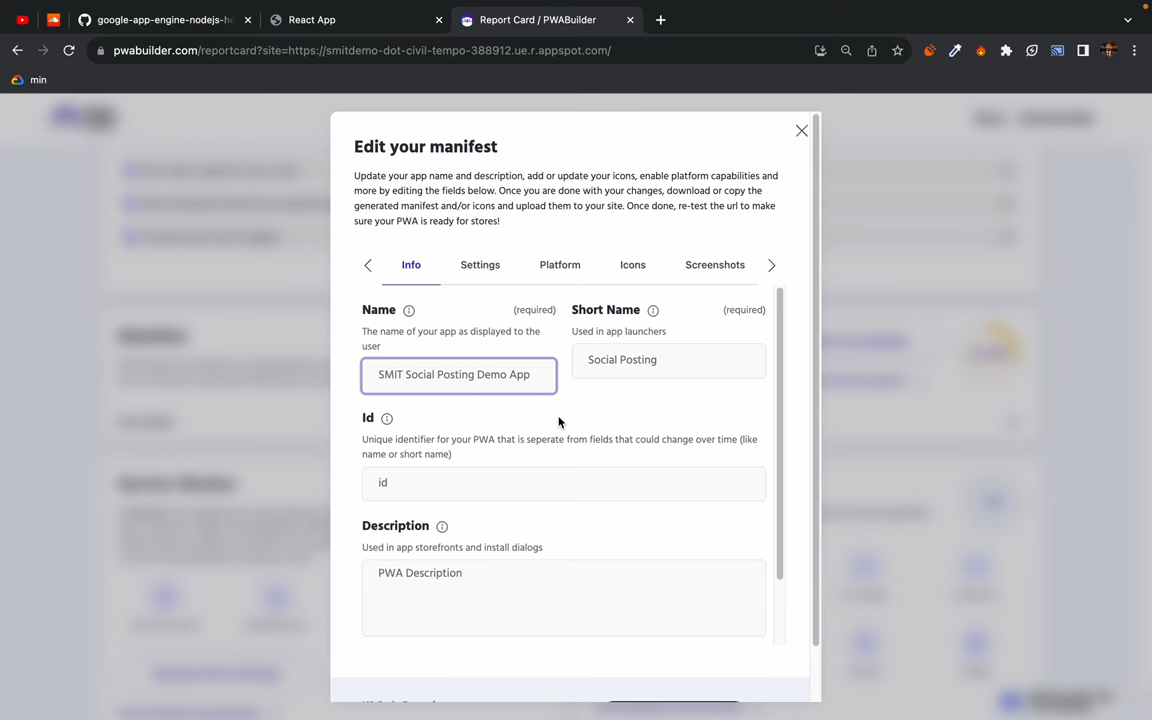 google-app-engine-nodejs-he
React App
Report Card / PWABuilder
pwabuilder.com/reportcard?site=https://smitdemo-dot-civil-tempo-388912.ue.r.appspot.com/
min
Edit your manifest
Update your app name and description, add or update your icons, enable platform capabilities and
more by editing the fields below. Once you are done with your changes, download or copy the
generated manifest and/or icons and upload them to your site. Once done, re-test the url to make
sure your PWA is ready for stores!
Info Settings Platform Icons Screenshots
Name (required)
The name of your app as displayed to the
user
SMIT Social Posting Demo App
Short Name (required)
Used in app launchers
Social Posting
Id
Unique identifier for your PWA that is seperate from fields that could change over time (like
name or short name)
id
Description
Used in app storefronts and install dialogs
PWA Description